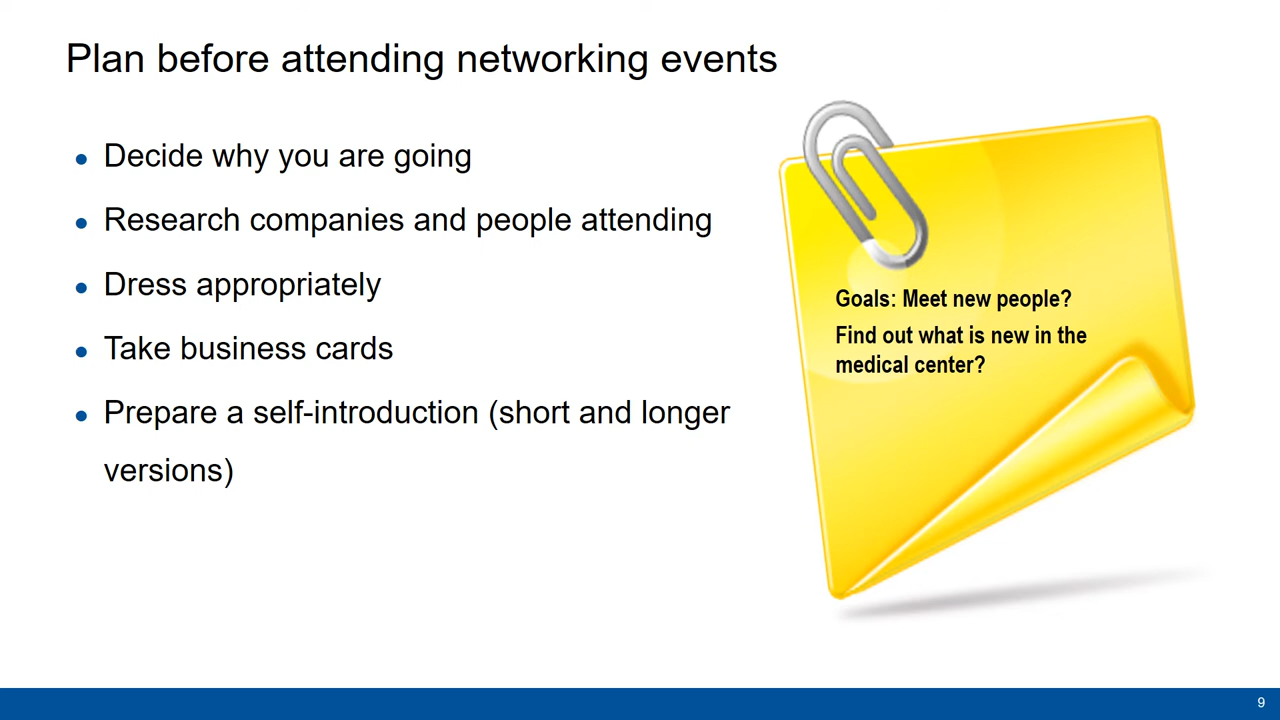 Plan before attending networking events
• Decide why you are going
• Research companies and people attending
• Dress appropriately
• Take business cards
• Prepare a self-introduction (short and longer
versions)
Goals: Meet new people?
Find out what is new in the
medical center?
9